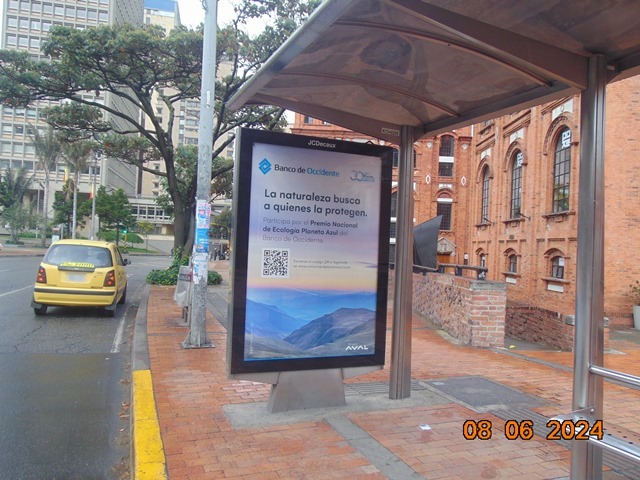 JCDecaux
Banco de Occidente
30
La naturaleza busca
a quienes la protegen.
Participa por el Premio Nacional
de Ecología Planeta Azul del
Banco de Occidente.
AVAL
08 06 2024